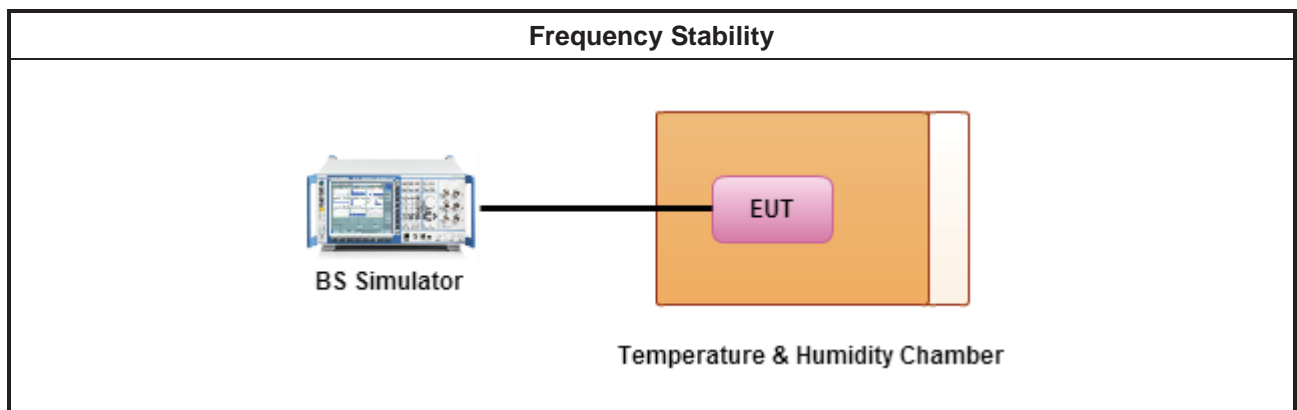 Frequency Stability
EUT
BS Simulator
Temperature & Humidity Chamber